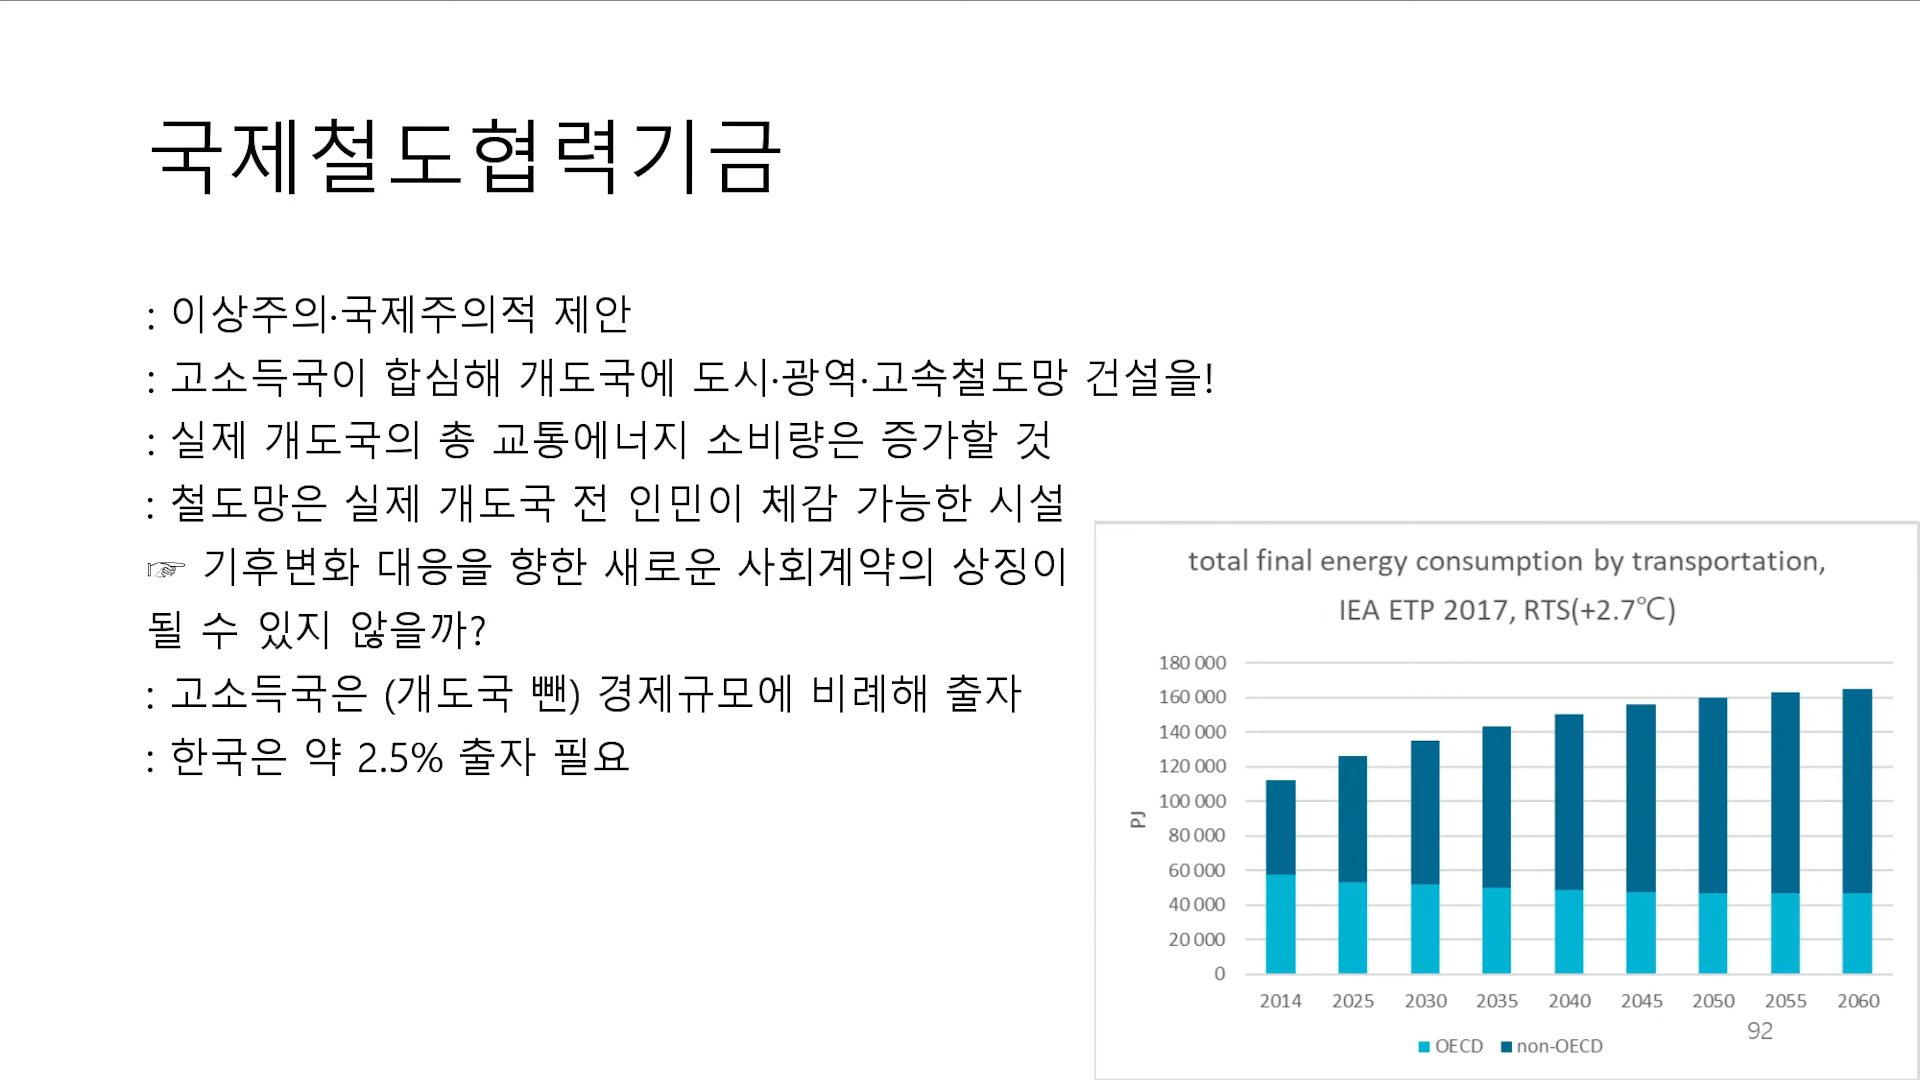 국제철도협력기금
: 이상주의·국제주의적 제안
: 고소득국이 합심해 개도국에 도시·광역·고속철도망 건설을!
: 실제 개도국의 총 교통에너지 소비량은 증가할 것
: 철도망은 실제 개도국 전 인민이 체감 가능한 시설
☞ 기후변화 대응을 향한 새로운 사회계약의 상징이
될 수 있지 않을까?
: 고소득국은 (개도국 뺀) 경제규모에 비례해 출자
: 한국은 약 2.5% 출자 필요
total final energy consumption by transportation,
IEA ETP 2017, RTS(+2.7℃)
180 000
160 000
140 000
120 000
100 000
80 000
60 000
40 000
20 000
0
PJ
2014 2025 2030 2035 2040 2045 2050 2055 2060
OECD non-OECD
92